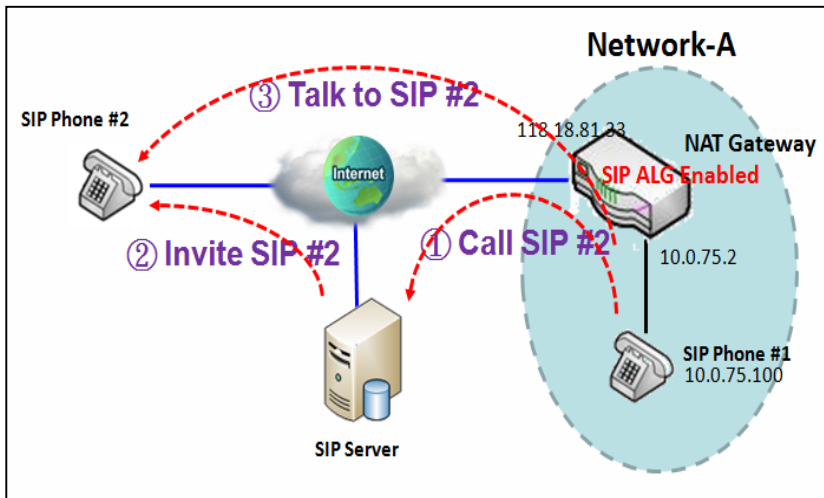 Network-A
③ Talk to SIP #2
SIP Phone #2
118.18.81.33
NAT Gateway
Internet
SIP ALG Enabled
② Invite SIP #2
① Call SIP #2
10.0.75.2
SIP Phone #1
10.0.75.100
SIP Server